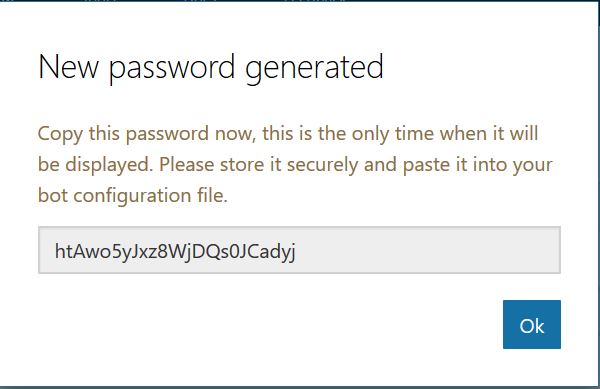 New password generated
Copy this password now, this is the only time when it will
be displayed. Please store it securely and paste it into your
bot configuration file.
htAwo5yJxz8WjDQs0JCadyj
Ok